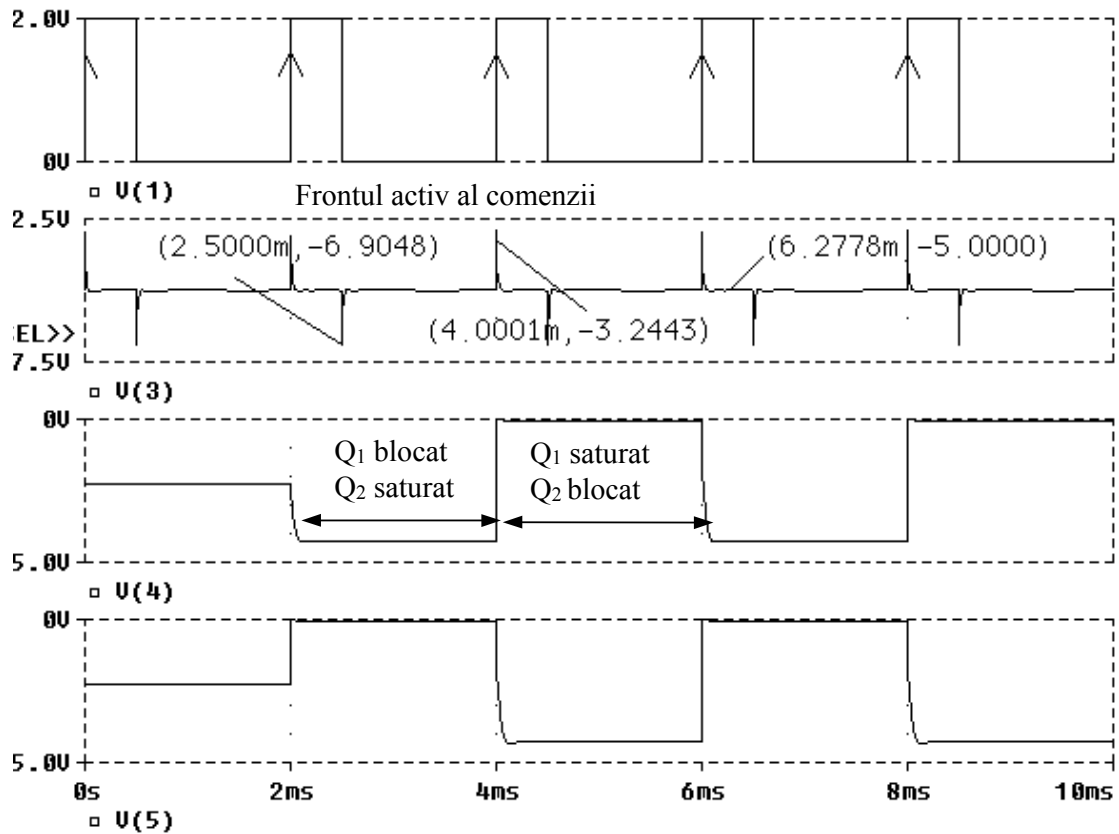 2.0V
0V
V(1)
Frontul activ al comenzii
2.5V
(2.5000m,-6.9048)
(6.2778m,-5.0000)
(4.0001m,-3.2443)
EL>>
7.5V
V(3)
0V
Q1 blocat
Q2 saturat
Q1 saturat
Q2 blocat
5.0V
V(4)
0V
5.0V
0s 2ms 4ms 6ms 8ms 10ms
V(5)